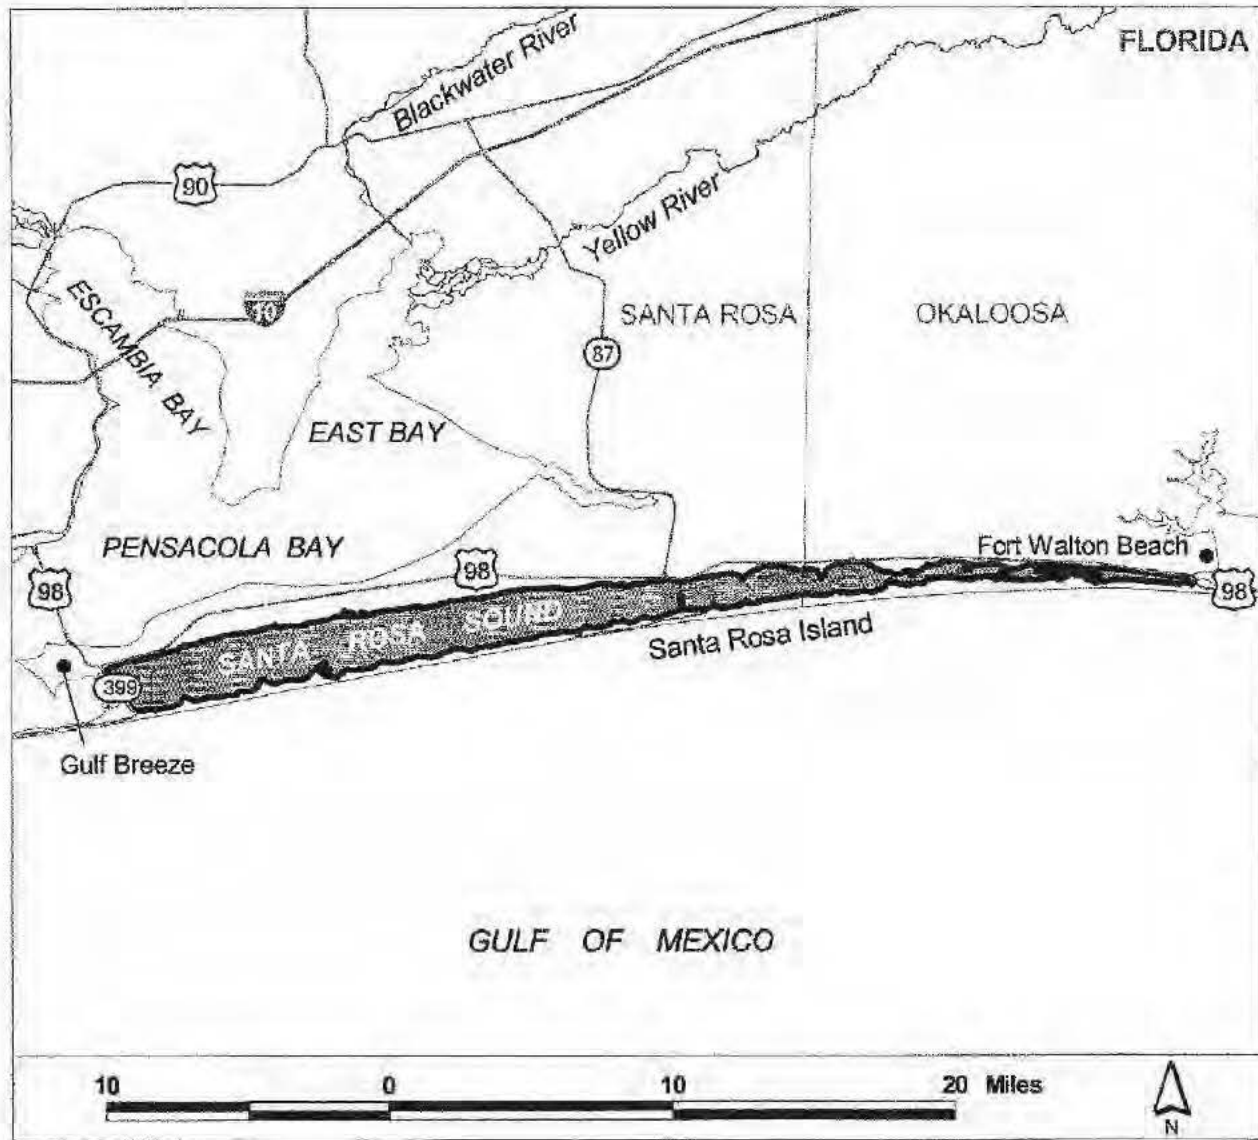 FLORIDA
Blackwater River
90
Yellow River
ESCAMBIA BAY
10
SANTA ROSA
OKALOOSA
87
EAST BAY
PENSACOLA BAY
Fort Walton Beach
98
98
98
SANTA ROSA SOUND
Santa Rosa Island
399
Gulf Breeze
GULF OF MEXICO
10 0 10 20 Miles
N